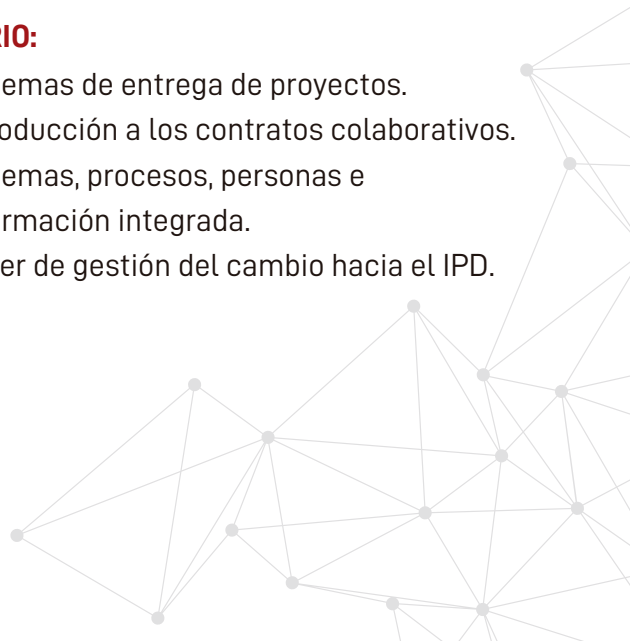 RIO:
emas de entrega de proyectos.
oducción a los contratos colaborativos.
emas, procesos, personas e
rmación integrada.
er de gestión del cambio hacia el IPD.